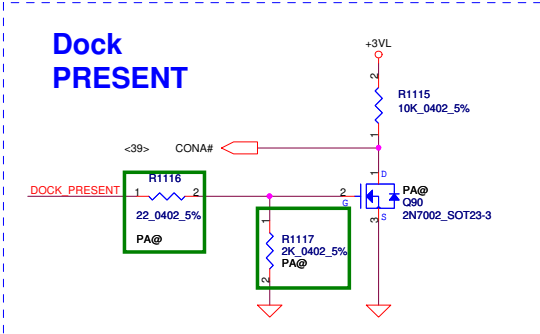 Dock
PRESENT
+3VL
2
R1115
10K_0402_5%
1
<39>
CONA#
R1116
DOCK_PRESENT
1
2
22_0402_5%
PA@
1
D
2
G
PA@
Q90
2N7002_SOT23-3
3
S
1
R1117
2K_0402_5%
PA@
2